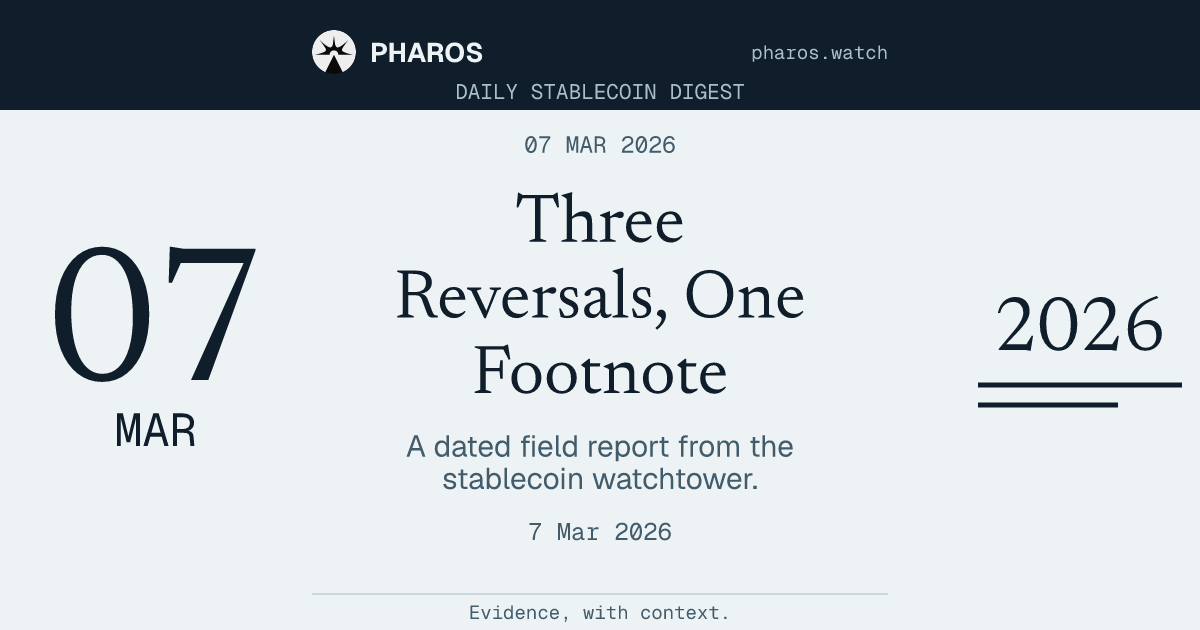 PHAROS
pharos.watch
DAILY STABLECOIN DIGEST
07 MAR 2026
07
MAR
Three
Reversals, One
Footnote
2026
A dated field report from the
stablecoin watchtower.
7 Mar 2026
Evidence, with context.